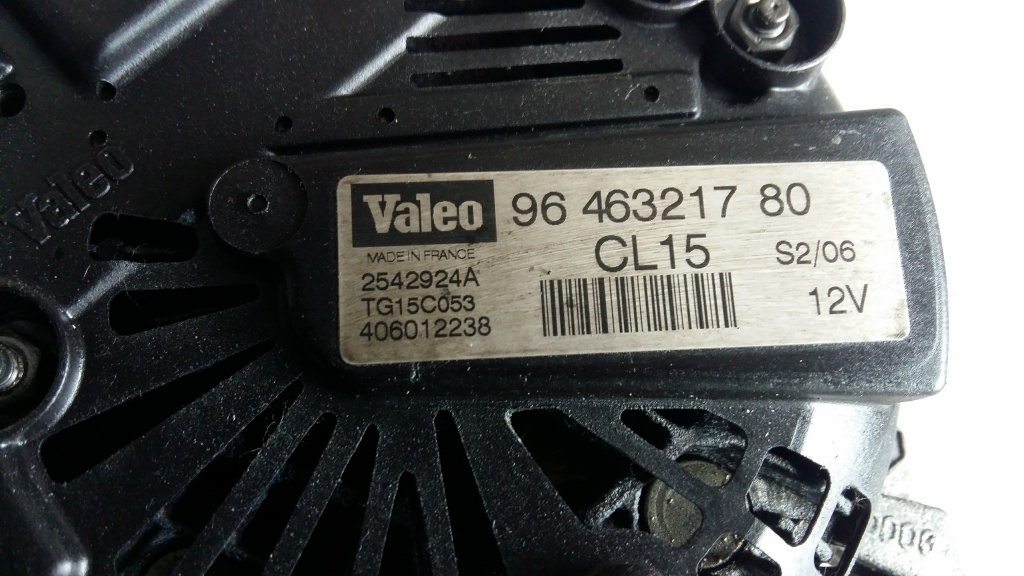 Valeo
Valeo 96 463217 80
MADE IN FRANCE CL15 S2/06
2542924A
TG15C053 12V
406012238